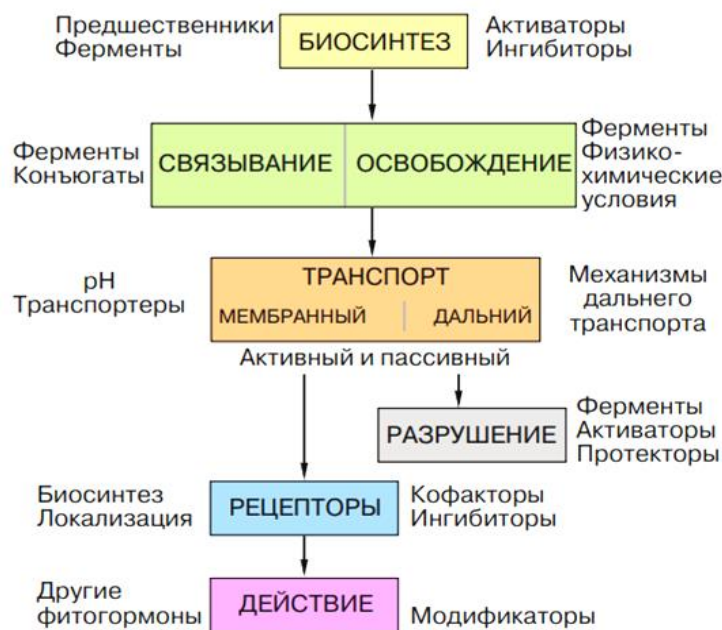 Предшественники
Ферменты
БИОСИНТЕЗ
Активаторы
Ингибиторы
Ферменты
Конъюгаты
СВЯЗЫВАНИЕ
ОСВОБОЖДЕНИЕ
Ферменты
Физико-
химические
условия
pH
Транспортеры
ТРАНСПОРТ
МЕМБРАННЫЙ
ДАЛЬНИЙ
Механизмы
дальнего
транспорта
Активный и пассивный
РАЗРУШЕНИЕ
Ферменты
Активаторы
Протекторы
Биосинтез
Локализация
РЕЦЕПТОРЫ
Кофакторы
Ингибиторы
Другие
фитогормоны
ДЕЙСТВИЕ
Модификаторы